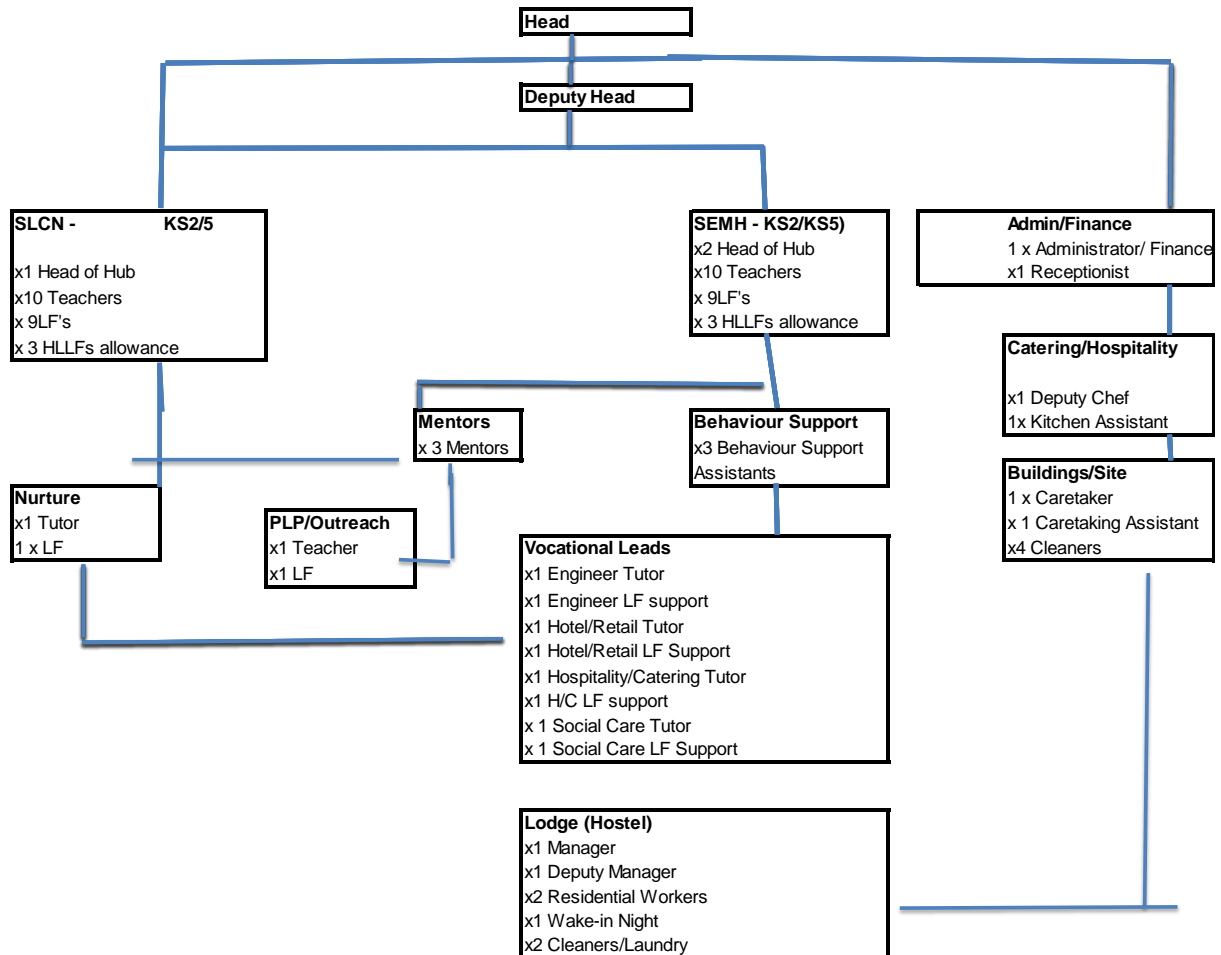 Head
Deputy Head
SLCN - KS2/5
x1 Head of Hub
x10 Teachers
x 9LF's
x 3 HLLFs allowance
SEMH - KS2/KS5)
x2 Head of Hub
x10 Teachers
x 9LF's
x 3 HLLFs allowance
Admin/Finance
1 x Administrator/ Finance
x1 Receptionist
Catering/Hospitality
x1 Deputy Chef
1x Kitchen Assistant
Mentors
x 3 Mentors
Behaviour Support
x3 Behaviour Support
Assistants
Buildings/Site
1 x Caretaker
x 1 Caretaking Assistant
x4 Cleaners
Nurture
x1 Tutor
1 x LF
PLP/Outreach
x1 Teacher
x1 LF
Vocational Leads
x1 Engineer Tutor
x1 Engineer LF support
x1 Hotel/Retail Tutor
x1 Hotel/Retail LF Support
x1 Hospitality/Catering Tutor
x1 H/C LF support
x 1 Social Care Tutor
x 1 Social Care LF Support
Lodge (Hostel)
x1 Manager
x1 Deputy Manager
x2 Residential Workers
x1 Wake-in Night
x2 Cleaners/Laundry